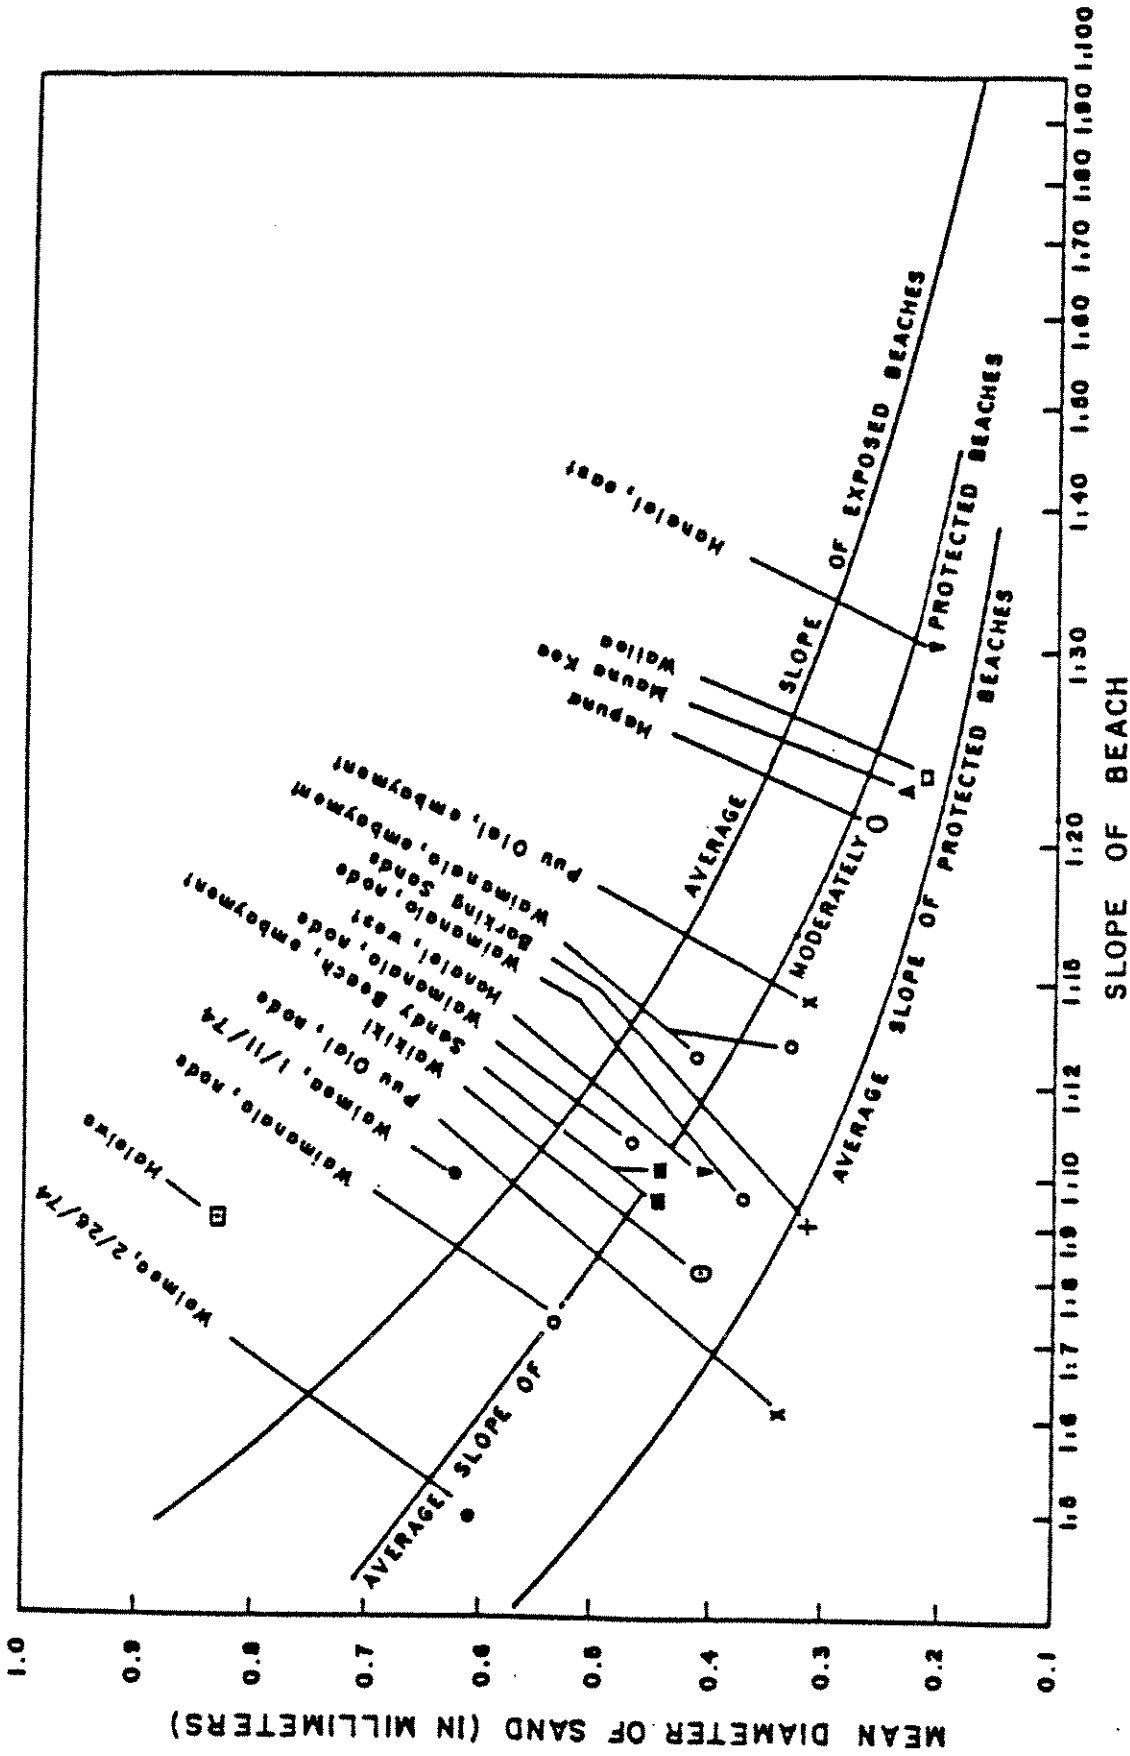 MEAN DIAMETER OF SAND (IN MILLIMETERS)
1.0
0.9
0.8
0.7
0.6
0.5
0.4
0.3
0.2
0.1
Waimea, 2/26/74
Haleiwa
Waimanalo, node
Waimea, 1/11/74
Puu Olai, node
Waikiki
Sandy Beach, embayment
Waimanalo, node
Hanalei, west
Waimanalo, node
Barking Sands
Waimanalo, embayment
Puu Olai, embayment
Hapuna
Mauna Kea
Wailea
Hanalei, east
AVERAGE SLOPE OF EXPOSED BEACHES
AVERAGE SLOPE OF MODERATELY PROTECTED BEACHES
AVERAGE SLOPE OF PROTECTED BEACHES
1:5
1:6
1:7
1:8
1:9
1:10
1:12
1:15
1:20
1:30
1:40
1:50
1:60
1:70
1:80
1:90
1:100
SLOPE OF BEACH